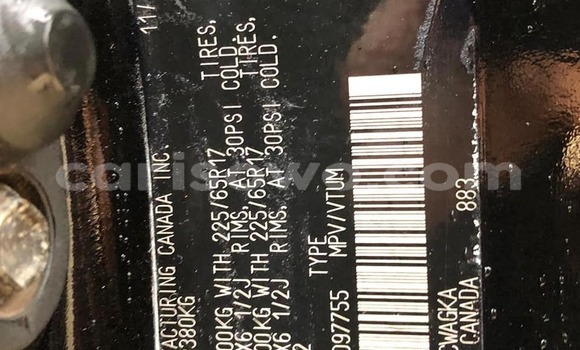 ACTURING CANADA INC. 11/
380KG
00KG WITH 225/65R17 TIRES,
X6 1/2J RIMS, AT 30PSI COLD.
00KG WITH 225/65R17 TIRES,
X6 1/2J RIMS, AT 30PSI COLD.
2 TYPE
097755 MPV/VTUM
CWAGKA 883
CANADA